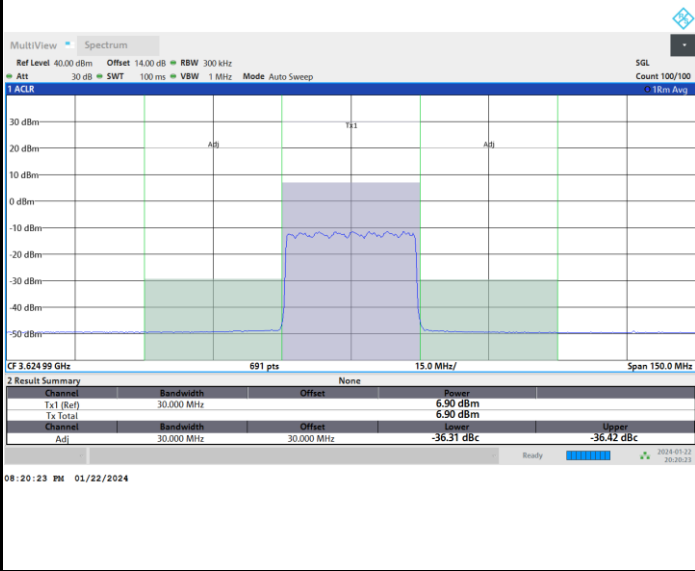 MultiView Spectrum
Ref Level 40.00 dBm Offset 14.00 dB RBW 300 kHz SGL
Att 30 dB SWT 100 ms VBW 1 MHz Mode Auto Sweep Count 100/100
1 ACLR 1Rm Avg
30 dBm
Tx1
20 dBm Adj Adj
10 dBm
0 dBm
-10 dBm
-20 dBm
-30 dBm
-40 dBm
-50 dBm
CF 3.624 99 GHz 691 pts 15.0 MHz/ Span 150.0 MHz
2 Result Summary None
Channel Bandwidth Offset Power
Tx1 (Ref) 30.000 MHz 6.90 dBm
Tx Total 6.90 dBm
Channel Bandwidth Offset Lower Upper
Adj 30.000 MHz 30.000 MHz -36.31 dBc -36.42 dBc
Ready 2024-01-22
20:20:23
08:20:23 PM 01/22/2024